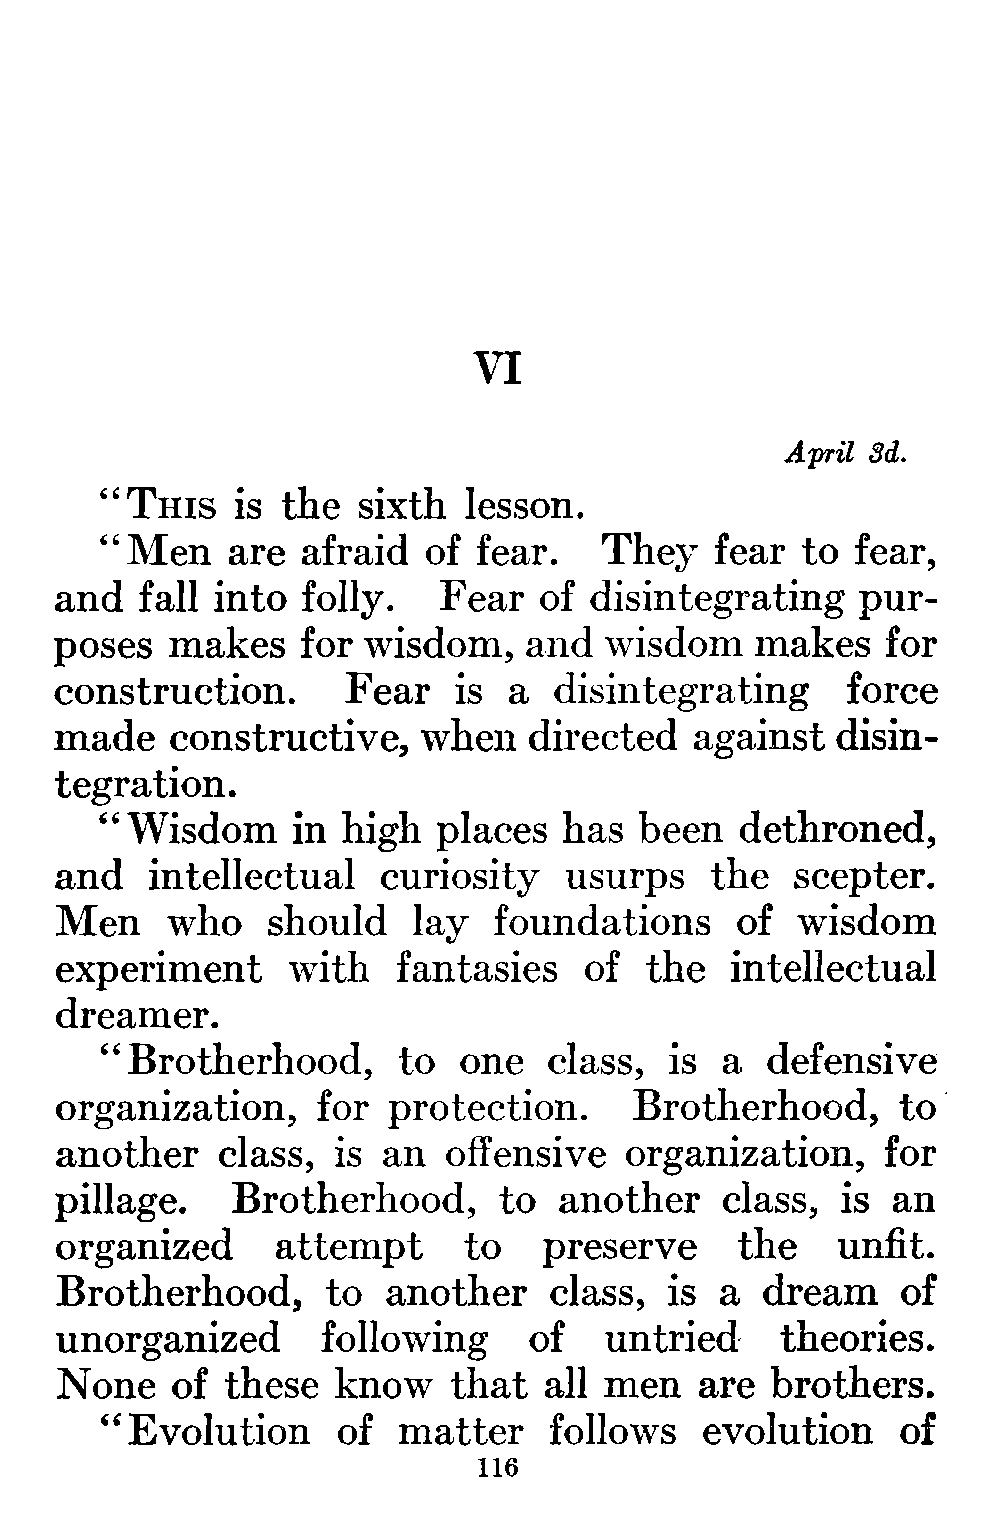 VI
April 3d.
“THIS is the sixth lesson.
“Men are afraid of fear. They fear to fear,
and fall into folly. Fear of disintegrating pur-
poses makes for wisdom, and wisdom makes for
construction. Fear is a disintegrating force
made constructive, when directed against disin-
tegration.
“Wisdom in high places has been dethroned,
and intellectual curiosity usurps the scepter.
Men who should lay foundations of wisdom
experiment with fantasies of the intellectual
dreamer.
“Brotherhood, to one class, is a defensive
organization, for protection. Brotherhood, to
another class, is an offensive organization, for
pillage. Brotherhood, to another class, is an
organized attempt to preserve the unfit.
Brotherhood, to another class, is a dream of
unorganized following of untried theories.
None of these know that all men are brothers.
“Evolution of matter follows evolution of
116